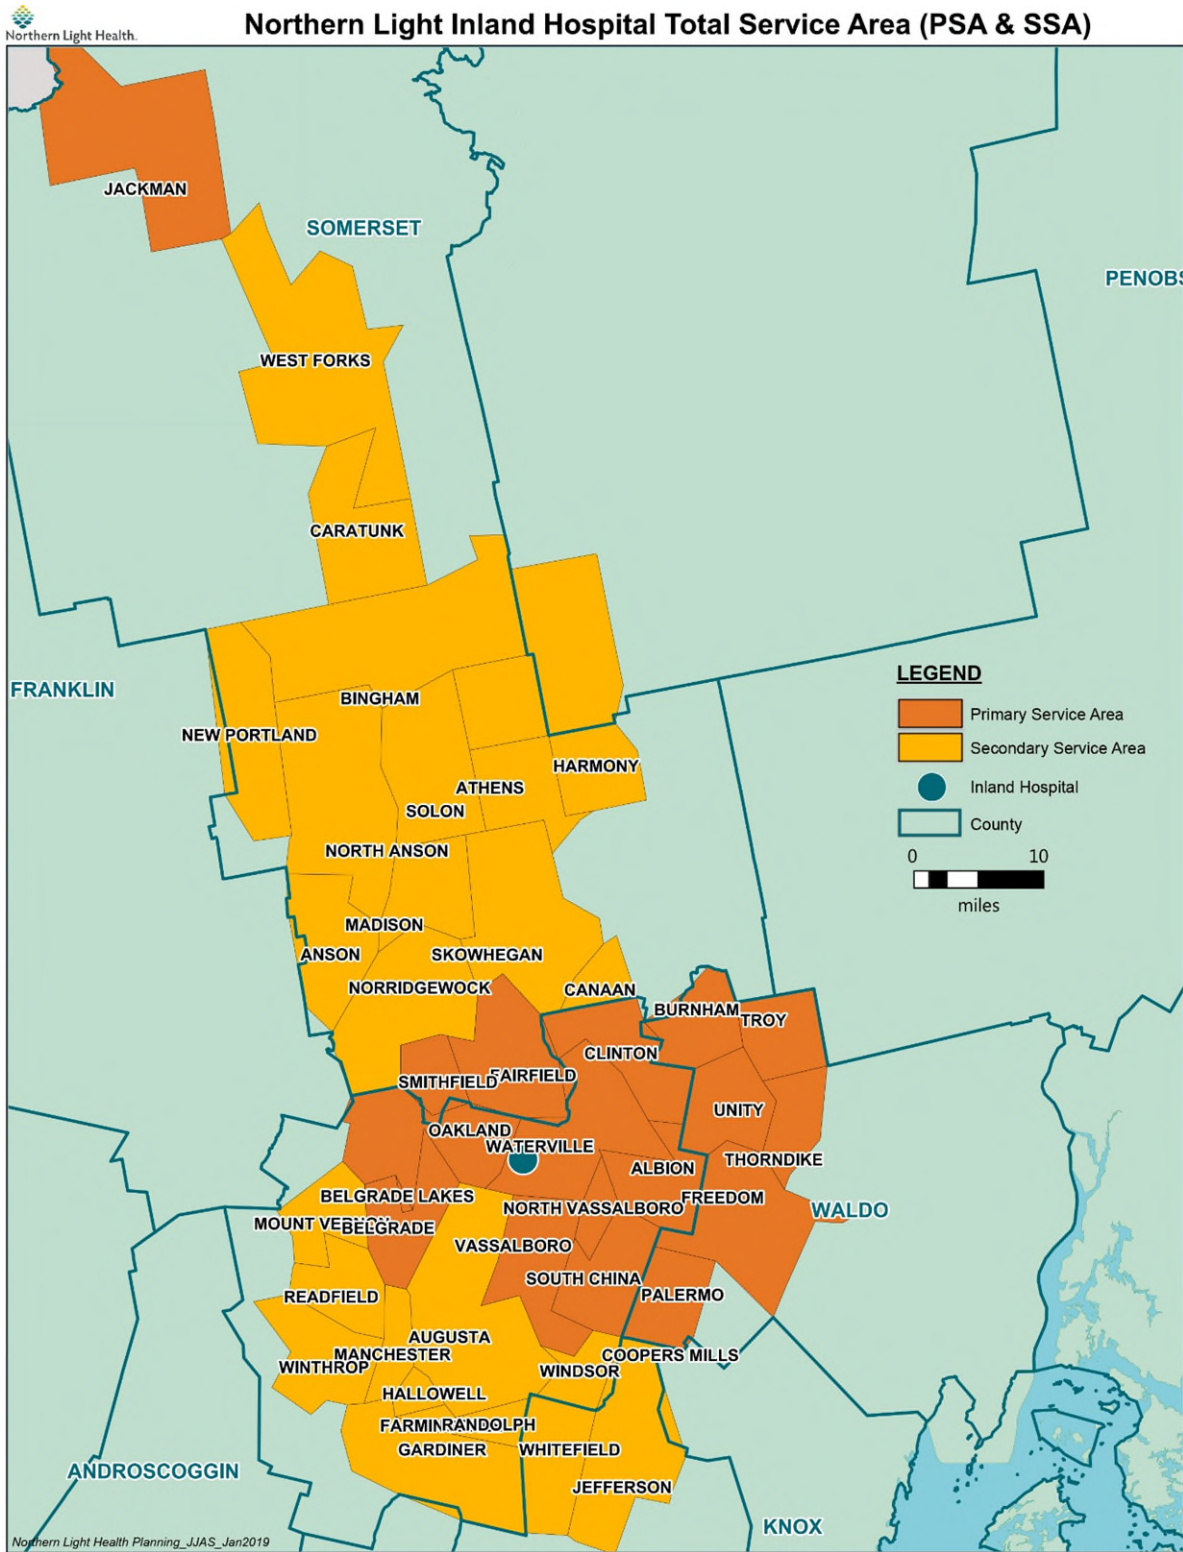 Northern Light Health.
Northern Light Inland Hospital Total Service Area (PSA & SSA)
JACKMAN
SOMERSET
PENOBS
WEST FORKS
CARATUNK
FRANKLIN
BINGHAM
NEW PORTLAND
HARMONY
ATHENS
SOLON
NORTH ANSON
LEGEND
Primary Service Area
Secondary Service Area
Inland Hospital
County
0 10
miles
MADISON
ANSON
SKOWHEGAN
NORRIDGEWOCK
CANAAN
BURNHAM
TROY
CLINTON
SMITHFIELD
FAIRFIELD
UNITY
OAKLAND
WATERVILLE
THORNDIKE
ALBION
BELGRADE LAKES
FREEDOM
NORTH VASSALBORO
WALDO
MOUNT VERNON
BELGRADE
VASSALBORO
SOUTH CHINA
PALERMO
READFIELD
AUGUSTA
MANCHESTER
COOPERS MILLS
WINTHROP
WINDSOR
HALLOWELL
RANDOLPH
GARDINER
WHITEFIELD
ANDROSCOGGIN
JEFFERSON
KNOX
Northern Light Health Planning_JJAS_Jan2019